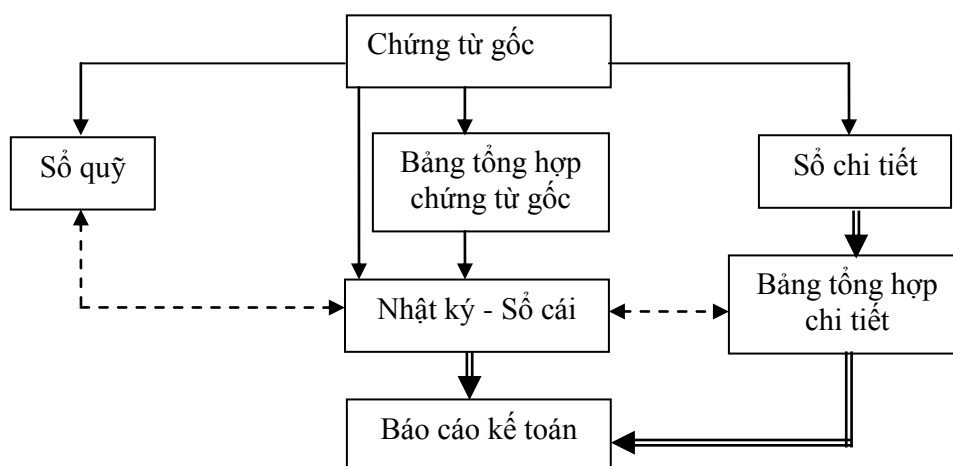 Chứng từ gốc
Sổ quỹ
Bảng tổng hợp
chứng từ gốc
Sổ chi tiết
Nhật ký - Sổ cái
Bảng tổng hợp
chi tiết
Báo cáo kế toán